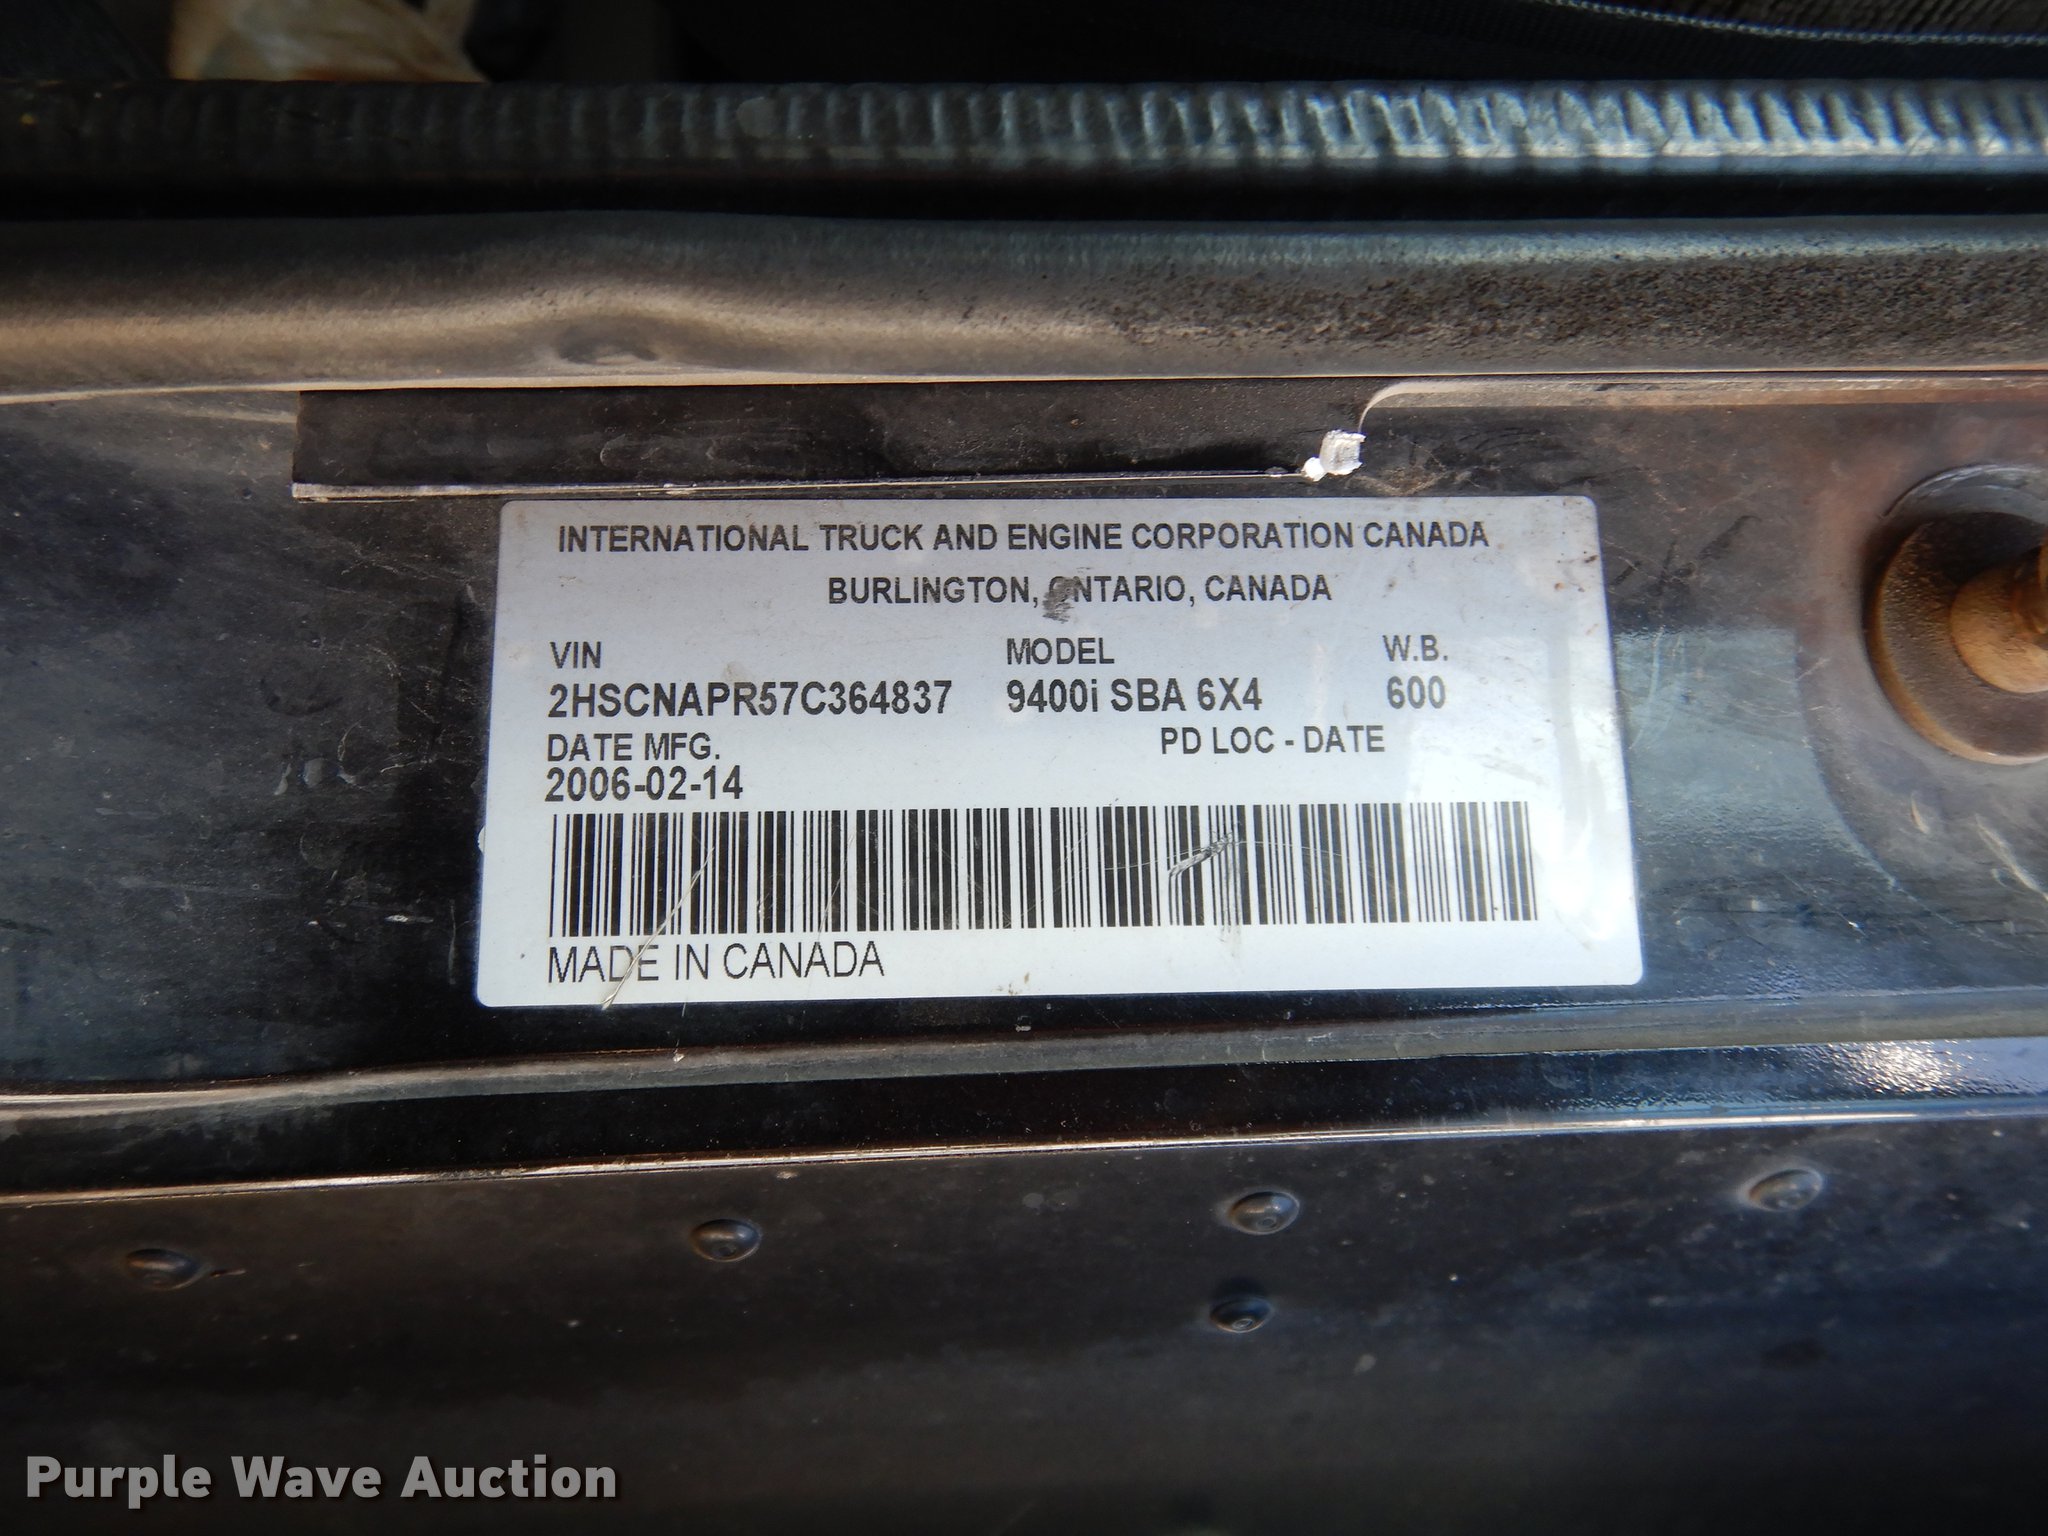 INTERNATIONAL TRUCK AND ENGINE CORPORATION CANADA
BURLINGTON, ONTARIO, CANADA
VIN MODEL W.B.
2HSCNAPR57C364837 9400i SBA 6X4 600
DATE MFG. PD LOC - DATE
2006-02-14
MADE IN CANADA
Purple Wave Auction